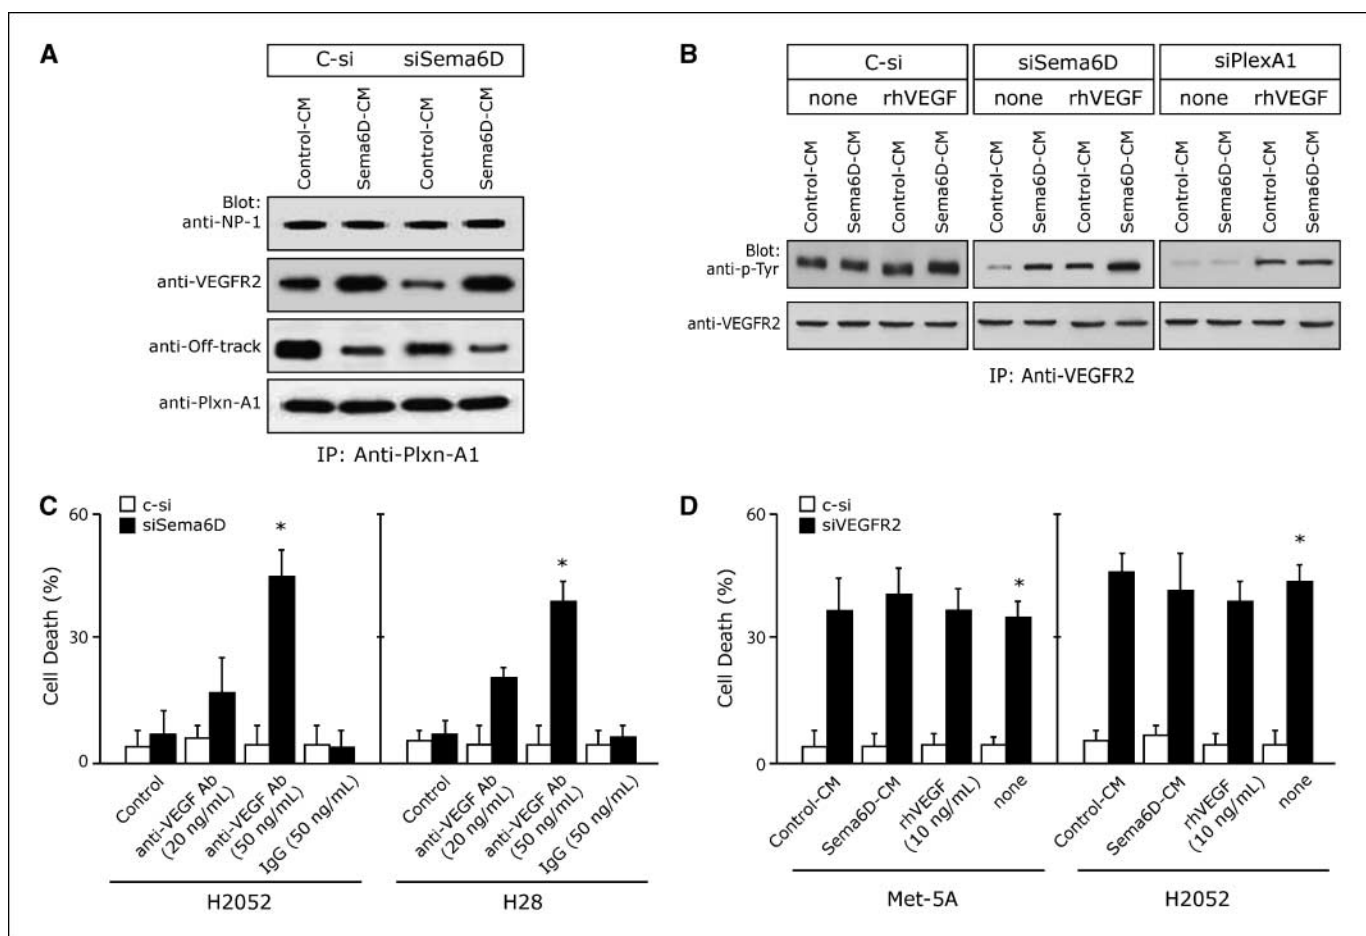 A
C-si siSema6D
Control-CM
Sema6D-CM
Control-CM
Sema6D-CM
Blot:
anti-NP-1
anti-VEGFR2
anti-Off-track
anti-Plxn-A1
IP: Anti-Plxn-A1
B
C-si siSema6D siPlexA1
none rhVEGF none rhVEGF none rhVEGF
Control-CM
Sema6D-CM
Control-CM
Sema6D-CM
Control-CM
Sema6D-CM
Control-CM
Sema6D-CM
Control-CM
Sema6D-CM
Control-CM
Sema6D-CM
Blot:
anti-p-Tyr
anti-VEGFR2
IP: Anti-VEGFR2
C
c-si
siSema6D
Cell Death (%)
60
30
0
*
*
Control
anti-VEGF Ab
(20 ng/mL)
anti-VEGF Ab
(50 ng/mL)
IgG (50 ng/mL)
Control
anti-VEGF Ab
(20 ng/mL)
anti-VEGF Ab
(50 ng/mL)
IgG (50 ng/mL)
H2052 H28
D
c-si
siVEGFR2
Cell Death (%)
60
30
0
*
*
Control-CM
Sema6D-CM
rhVEGF
(10 ng/mL)
none
Control-CM
Sema6D-CM
rhVEGF
(10 ng/mL)
none
Met-5A H2052